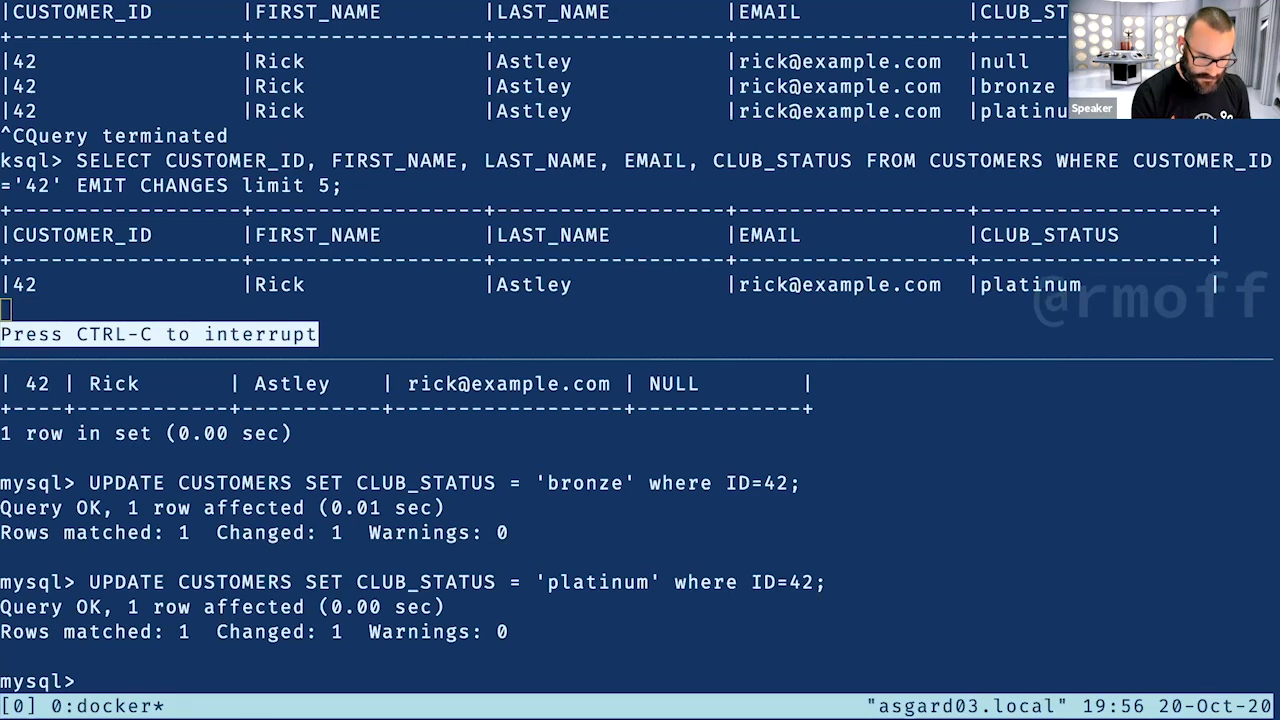 |CUSTOMER_ID |FIRST_NAME |LAST_NAME |EMAIL |CLUB_ST
+------------------+------------------+------------------+------------------+--------
|42 |Rick |Astley |rick@example.com |null
|42 |Rick |Astley |rick@example.com |bronze
|42 |Rick |Astley |rick@example.com |platinu
Speaker
^CQuery terminated
ksql> SELECT CUSTOMER_ID, FIRST_NAME, LAST_NAME, EMAIL, CLUB_STATUS FROM CUSTOMERS WHERE CUSTOMER_ID
='42' EMIT CHANGES limit 5;
+------------------+------------------+------------------+------------------+------------------+
|CUSTOMER_ID |FIRST_NAME |LAST_NAME |EMAIL |CLUB_STATUS |
+------------------+------------------+------------------+------------------+------------------+
|42 |Rick |Astley |rick@example.com |platinum |
@rmoff
Press CTRL-C to interrupt
| 42 | Rick | Astley | rick@example.com | NULL |
+----+------------+-----------+------------------+-------------+
1 row in set (0.00 sec)
mysql> UPDATE CUSTOMERS SET CLUB_STATUS = 'bronze' where ID=42;
Query OK, 1 row affected (0.01 sec)
Rows matched: 1 Changed: 1 Warnings: 0
mysql> UPDATE CUSTOMERS SET CLUB_STATUS = 'platinum' where ID=42;
Query OK, 1 row affected (0.00 sec)
Rows matched: 1 Changed: 1 Warnings: 0
mysql>
[0] 0:docker* "asgard03.local" 19:56 20-Oct-20